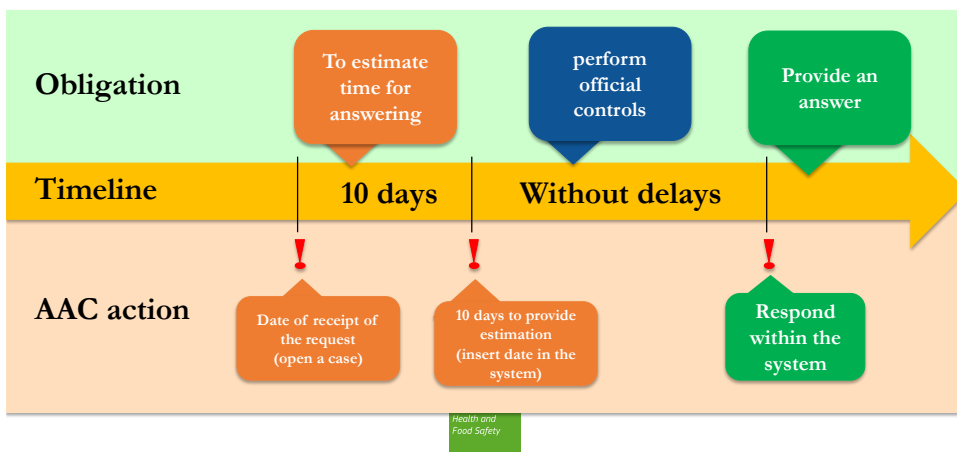 To estimate
time for
answering
perform
official
controls
Provide an
answer
Obligation
Timeline
10 days
Without delays
AAC action
Date of receipt of
the request
(open a case)
10 days to provide
estimation
(insert date in the
system)
Respond
within the
system
Health and
Food Safety